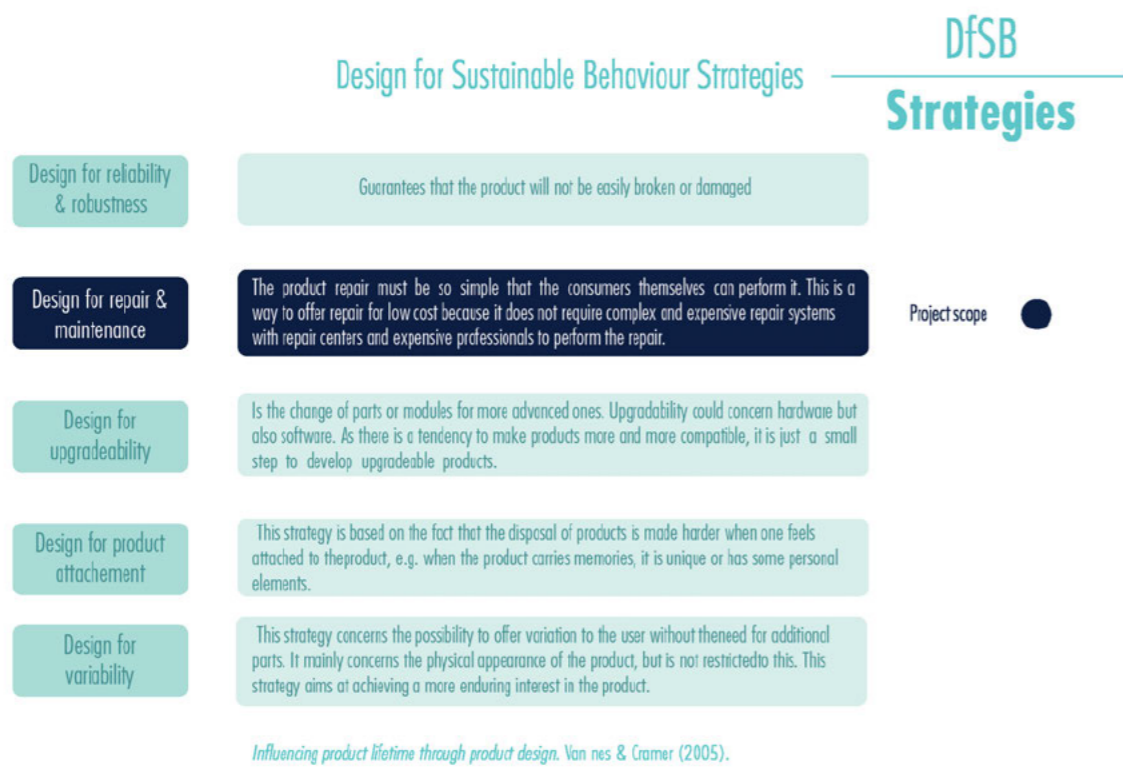 DfSB
Design for Sustainable Behaviour Strategies
Strategies
Design for reliability
& robustness
Guarantees that the product will not be easily broken or damaged
Design for repair &
maintenance
The product repair must be so simple that the consumers themselves can perform it. This is a
way to offer repair for low cost because it does not require complex and expensive repair systems
with repair centers and expensive professionals to perform the repair.
Project scope
Design for
upgradeability
Is the change of parts or modules for more advanced ones. Upgradability could concern hardware but
also software. As there is a tendency to make products more and more compatible, it is just a small
step to develop upgradeable products.
Design for product
attachement
This strategy is based on the fact that the disposal of products is made harder when one feels
attached to theproduct, e.g. when the product carries memories, it is unique or has some personal
elements.
Design for
variability
This strategy concerns the possibility to offer variation to the user without theneed for additional
parts. It mainly concerns the physical appearance of the product, but is not restrictedto this. This
strategy aims at achieving a more enduring interest in the product.
Influencing product lifetime through product design. Van nes & Cramer (2005).